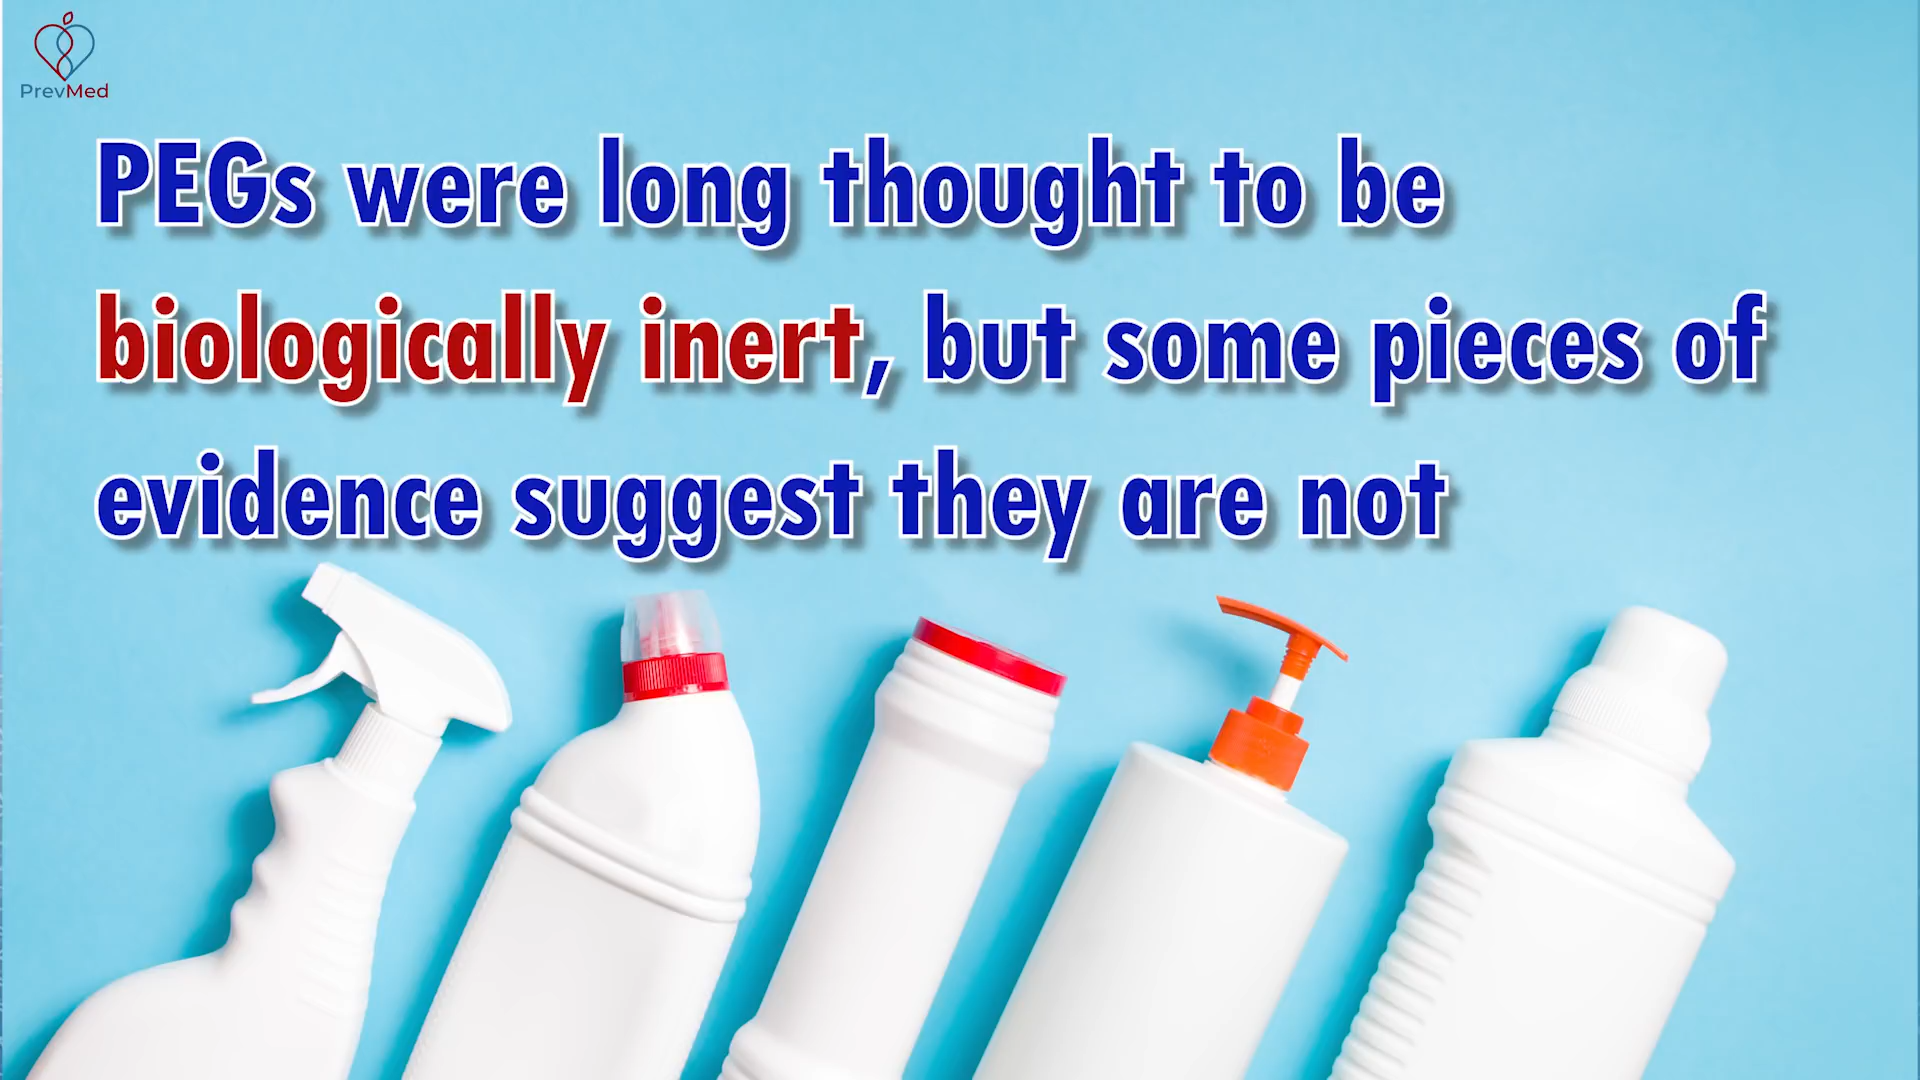 PrevMed
PEGs were long thought to be
biologically inert, but some pieces of
evidence suggest they are not